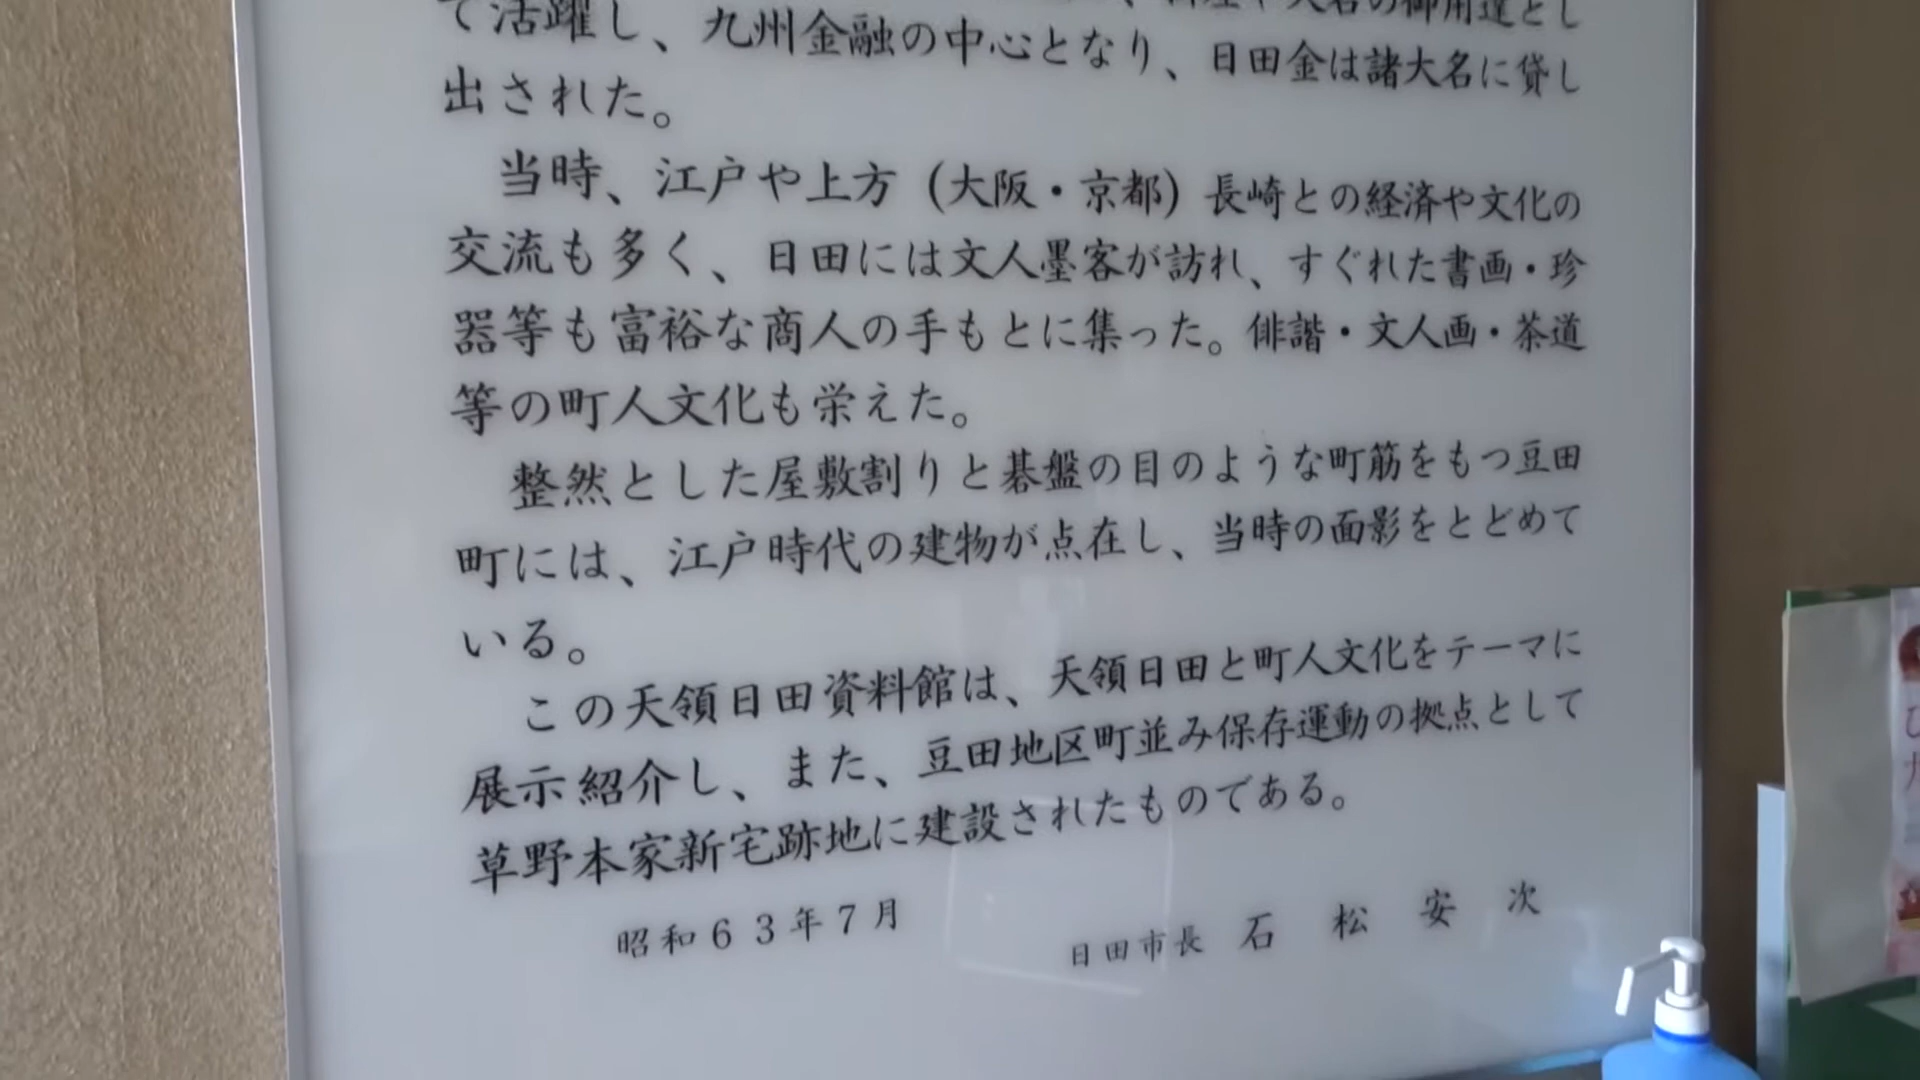 の御用達とし
て活躍し、九州金融の中心となり、日田金は諸大名に貸し
出された。
当時、江戸や上方(大阪・京都)長崎との経済や文化の
交流も多く、日田には文人墨客が訪れ、すぐれた書画・珍
器等も富裕な商人の手もとに集った。俳諧・文人画・茶道
等の町人文化も栄えた。
整然とした屋敷割りと碁盤の目のような町筋をもつ豆田
町には、江戸時代の建物が点在し、当時の面影をとどめて
いる。
この天領日田資料館は、天領日田と町人文化をテーマに
展示紹介し、また、豆田地区町並み保存運動の拠点として
草野本家新宅跡地に建設されたものである。
昭和63年7月
日田市長 石松安次